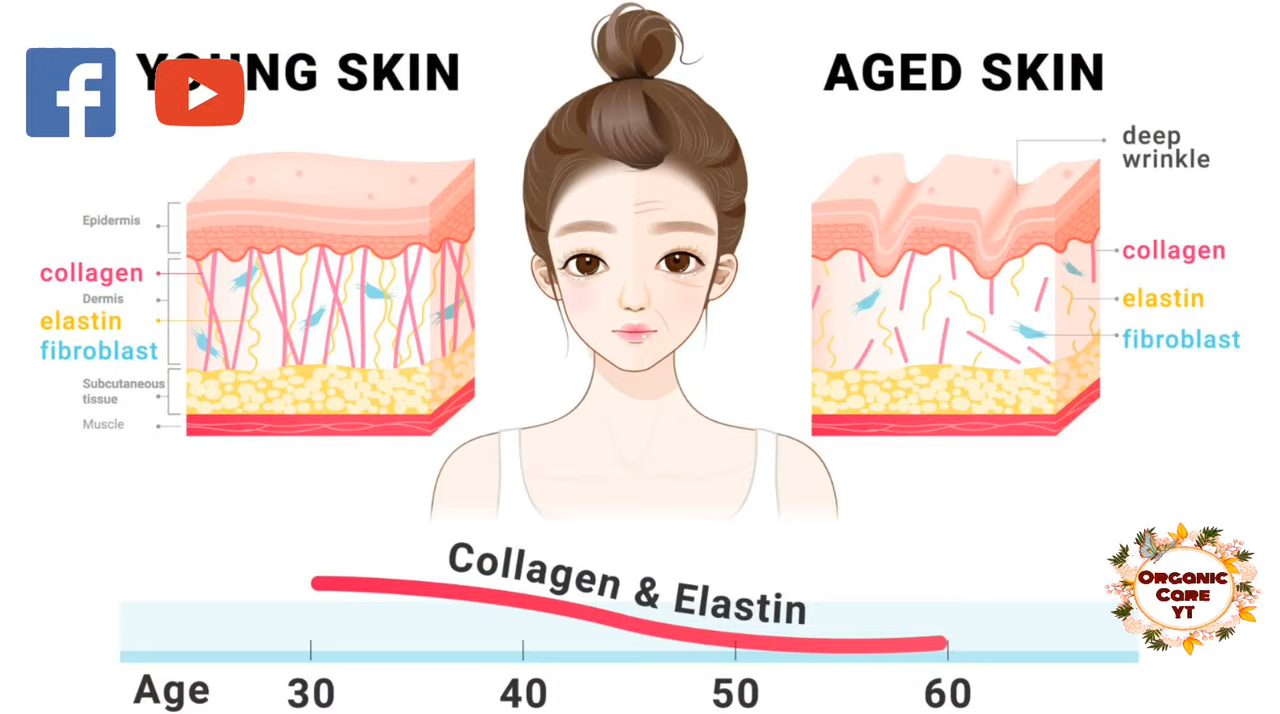 YOUNG SKIN
AGED SKIN
Epidermis
collagen
Dermis
elastin
fibroblast
Subcutaneous
tissue
Muscle
deep
wrinkle
collagen
elastin
fibroblast
Collagen & Elastin
Age 30 40 50 60
ORGANIC
CARE
YT